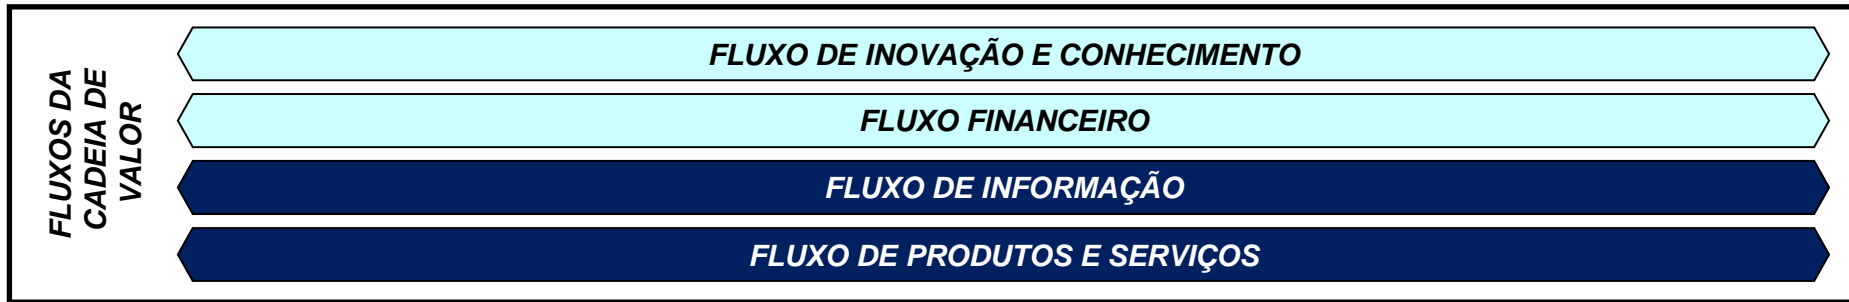 FLUXOS DA
CADEIA DE
VALOR
FLUXO DE INOVAÇÃO E CONHECIMENTO
FLUXO FINANCEIRO
FLUXO DE INFORMAÇÃO
FLUXO DE PRODUTOS E SERVIÇOS